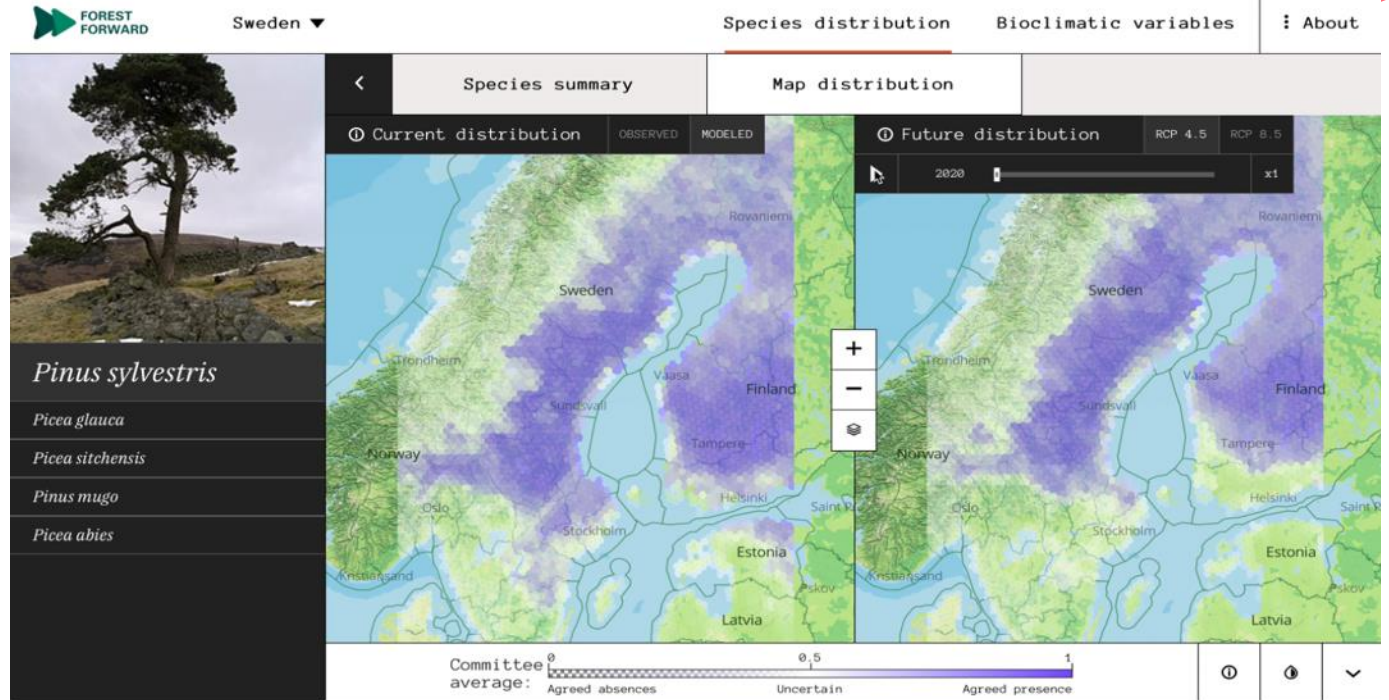 FOREST
FORWARD
Sweden
Species distribution
Bioclimatic variables
About
Species summary
Map distribution
Current distribution
OBSERVED
MODELED
Future distribution
RCP 4.5
RCP 8.5
2020
x1
Pinus sylvestris
Picea glauca
Picea sitchensis
Pinus mugo
Picea abies
Rovaniemi
Sweden
Trondheim
Vaasa
Finland
Sundsvall
Tampere
Norway
Helsinki
Oslo
Saint P
Stockholm
Estonia
Kristiansand
Pskov
Latvia
Rovaniemi
Sweden
Trondheim
Vaasa
Finland
Sundsvall
Tampere
Norway
Helsinki
Oslo
Saint P
Stockholm
Estonia
Kristiansand
Pskov
Latvia
Committee
average:
0
0.5
1
Agreed absences
Uncertain
Agreed presence